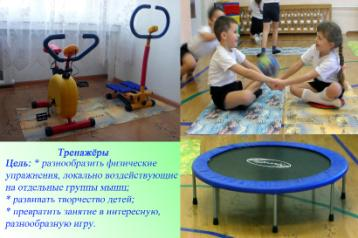 Тренажёры
Цель: * разнообразить физические
упражнения, локально воздействующие
на отдельные группы мышц;
* развивать творчество детей;
* превратить занятие в интересную,
разнообразную игру.